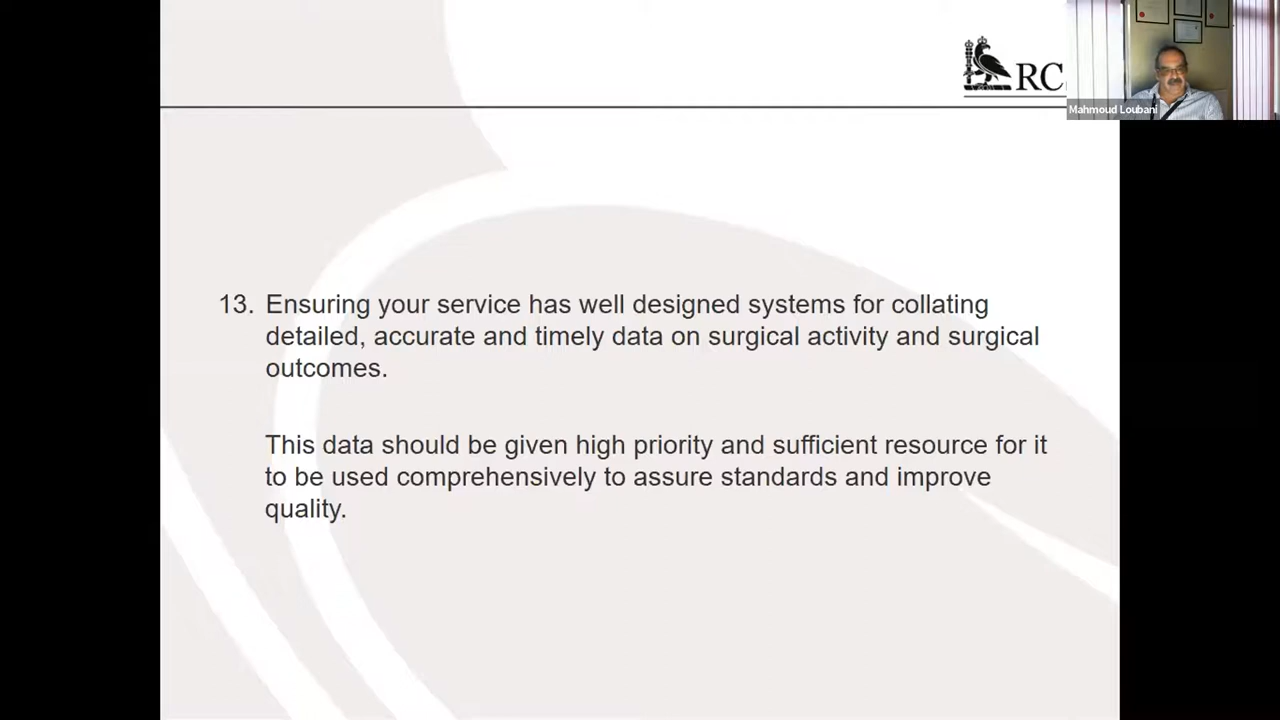 RC
Mahmoud Loubani
13. Ensuring your service has well designed systems for collating
detailed, accurate and timely data on surgical activity and surgical
outcomes.
This data should be given high priority and sufficient resource for it
to be used comprehensively to assure standards and improve
quality.